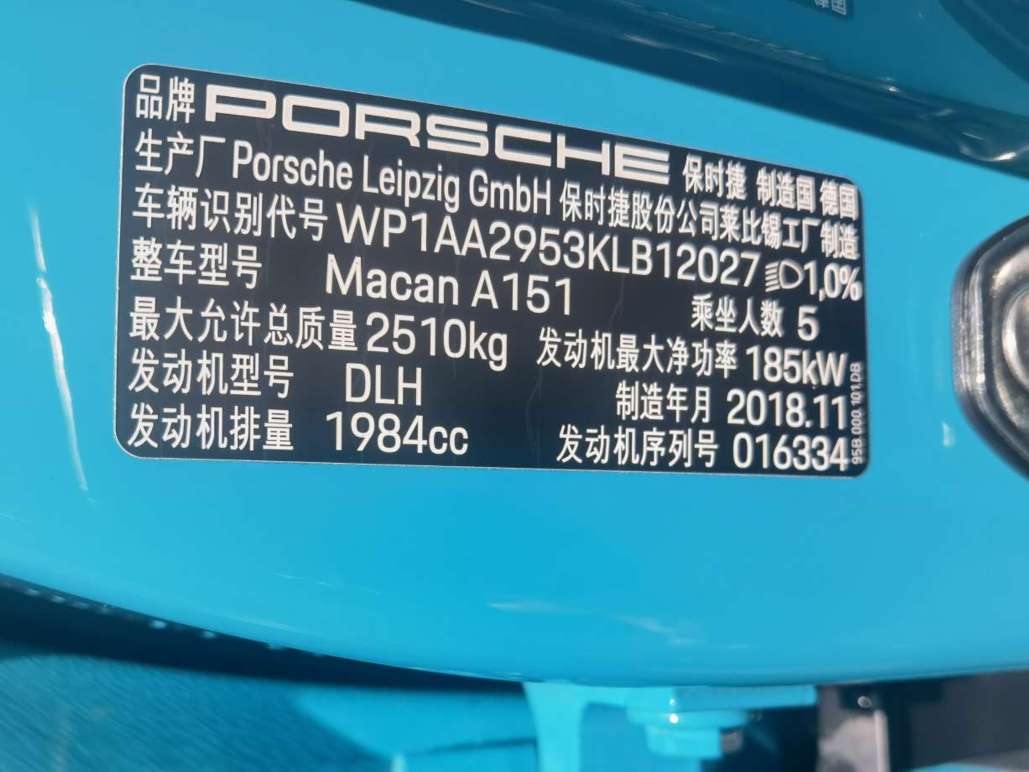 品牌 PORSCHE 保时捷 制造国 德国
生产厂 Porsche Leipzig GmbH 保时捷股份公司莱比锡工厂制造
车辆识别代号 WP1AA2953KLB12027 1,0%
整车型号 Macan A151 乘坐人数 5
最大允许总质量 2510kg 发动机最大净功率 185kW
发动机型号 DLH 制造年月 2018.11
发动机排量 1984cc 发动机序列号 016334
95B 000 101 DB